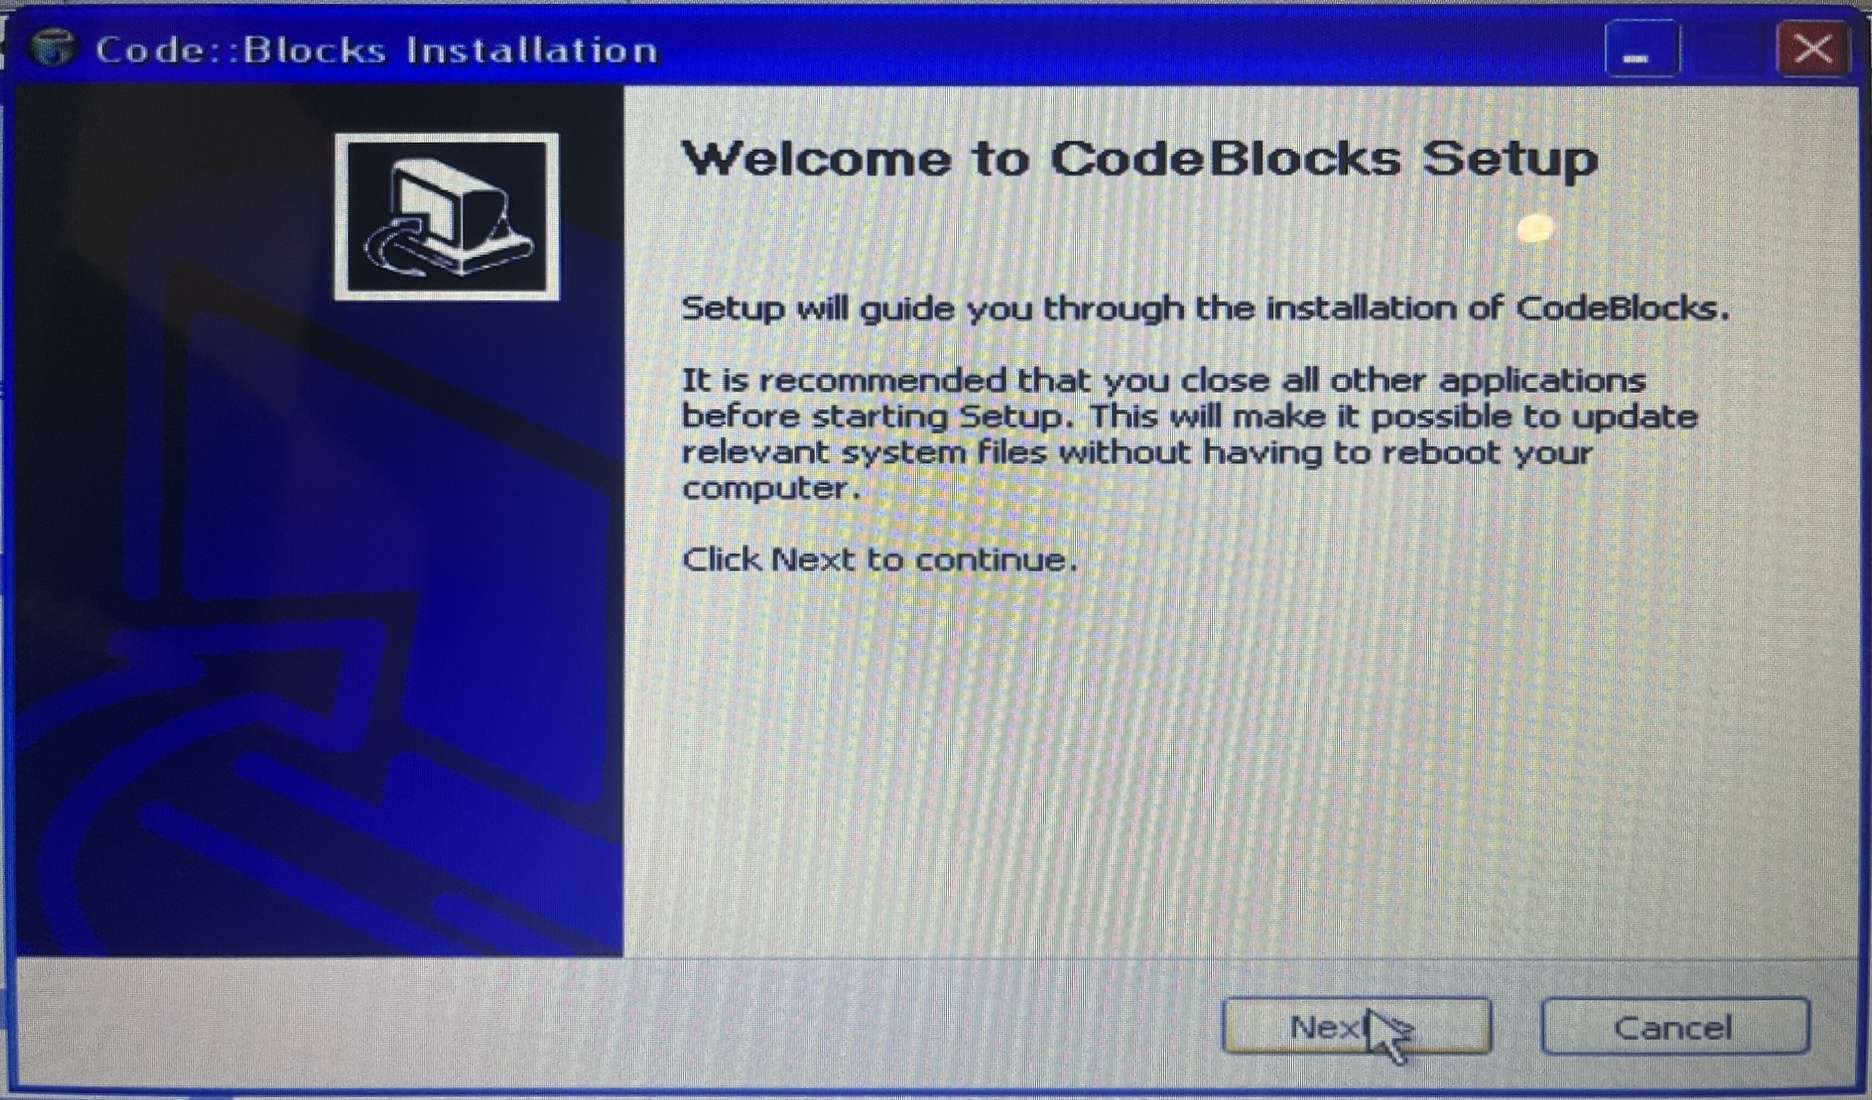 Code::Blocks Installation
Welcome to CodeBlocks Setup
Setup will guide you through the installation of CodeBlocks.
It is recommended that you close all other applications
before starting Setup. This will make it possible to update
relevant system files without having to reboot your
computer.
Click Next to continue.
Next
Cancel